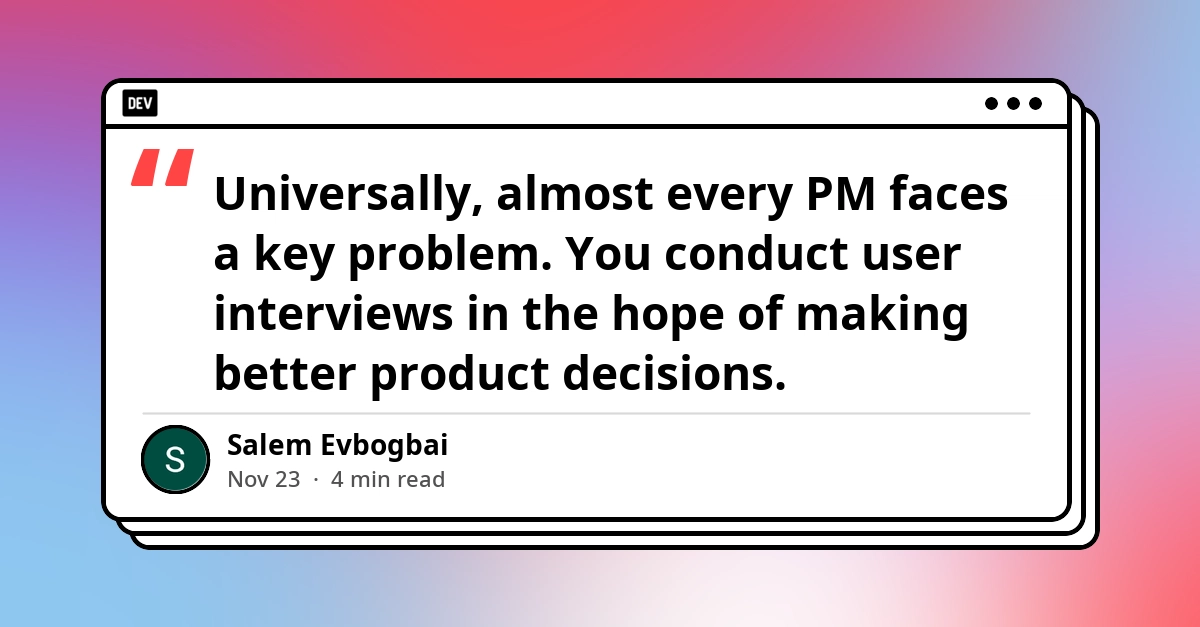 DEV
“
Universally, almost every PM faces
a key problem. You conduct user
interviews in the hope of making
better product decisions.
S
Salem Evbogbai
Nov 23 · 4 min read